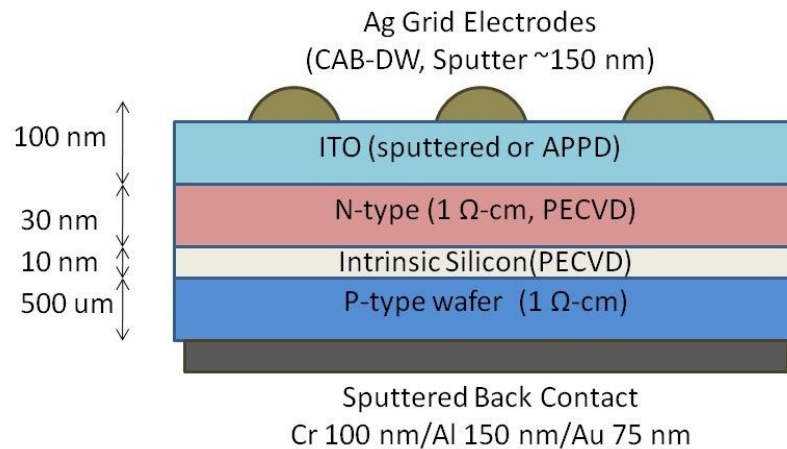 Ag Grid Electrodes
(CAB-DW, Sputter ~150 nm)
100 nm
ITO (sputtered or APPD)
30 nm
N-type (1 Ω-cm, PECVD)
10 nm
Intrinsic Silicon(PECVD)
500 um
P-type wafer (1 Ω-cm)
Sputtered Back Contact
Cr 100 nm/Al 150 nm/Au 75 nm